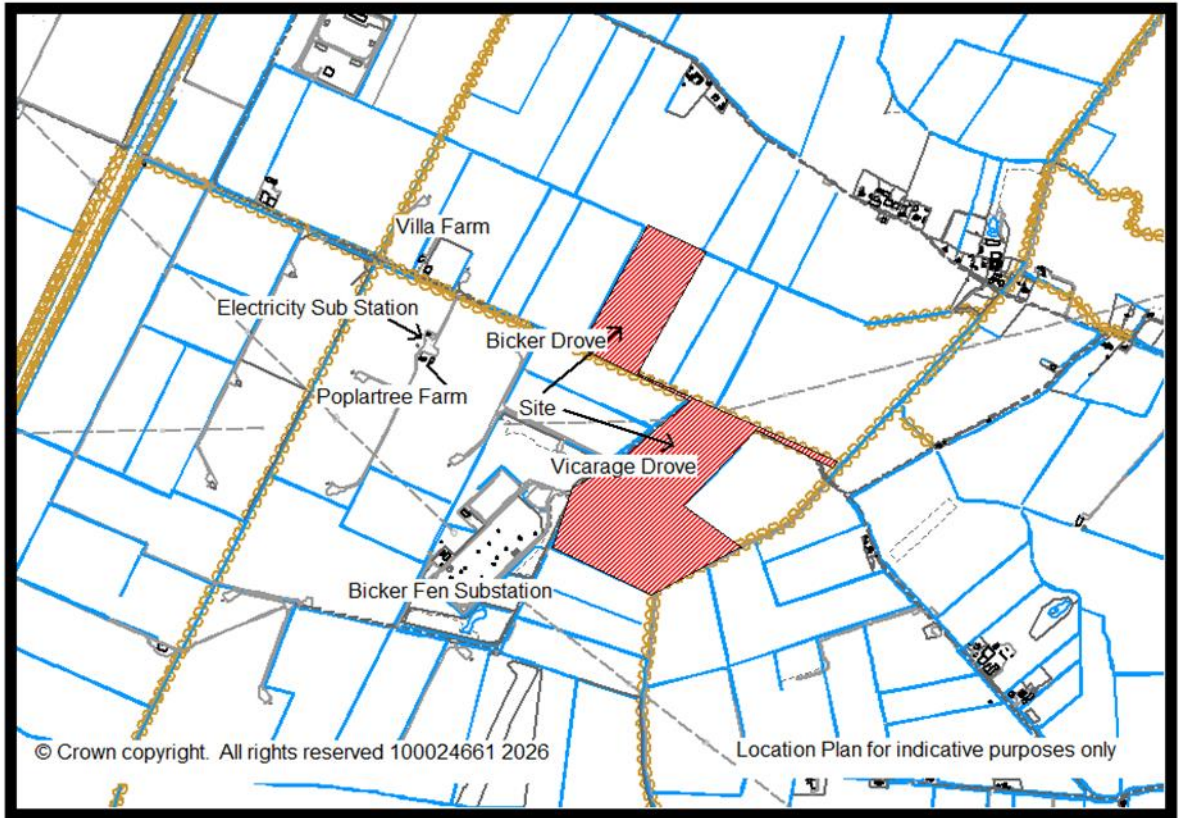 Villa Farm
Electricity Sub Station
Bicker Drove
Poplartree Farm
Site
Vicarage Drove
Bicker Fen Substation
© Crown copyright. All rights reserved 100024661 2026
Location Plan for indicative purposes only